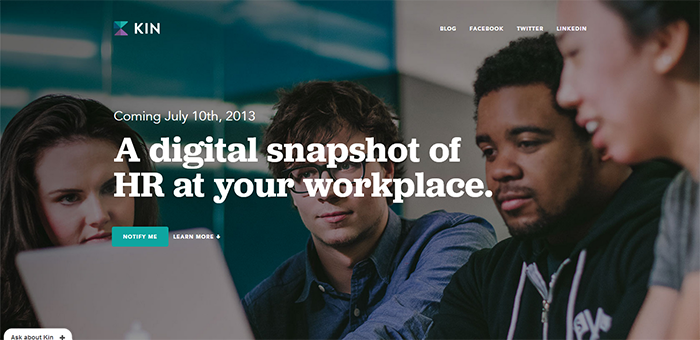 KIN
BLOG FACEBOOK TWITTER LINKEDIN
Coming July 10th, 2013
A digital snapshot of
HR at your workplace.
NOTIFY ME LEARN MORE
Ask about Kin +